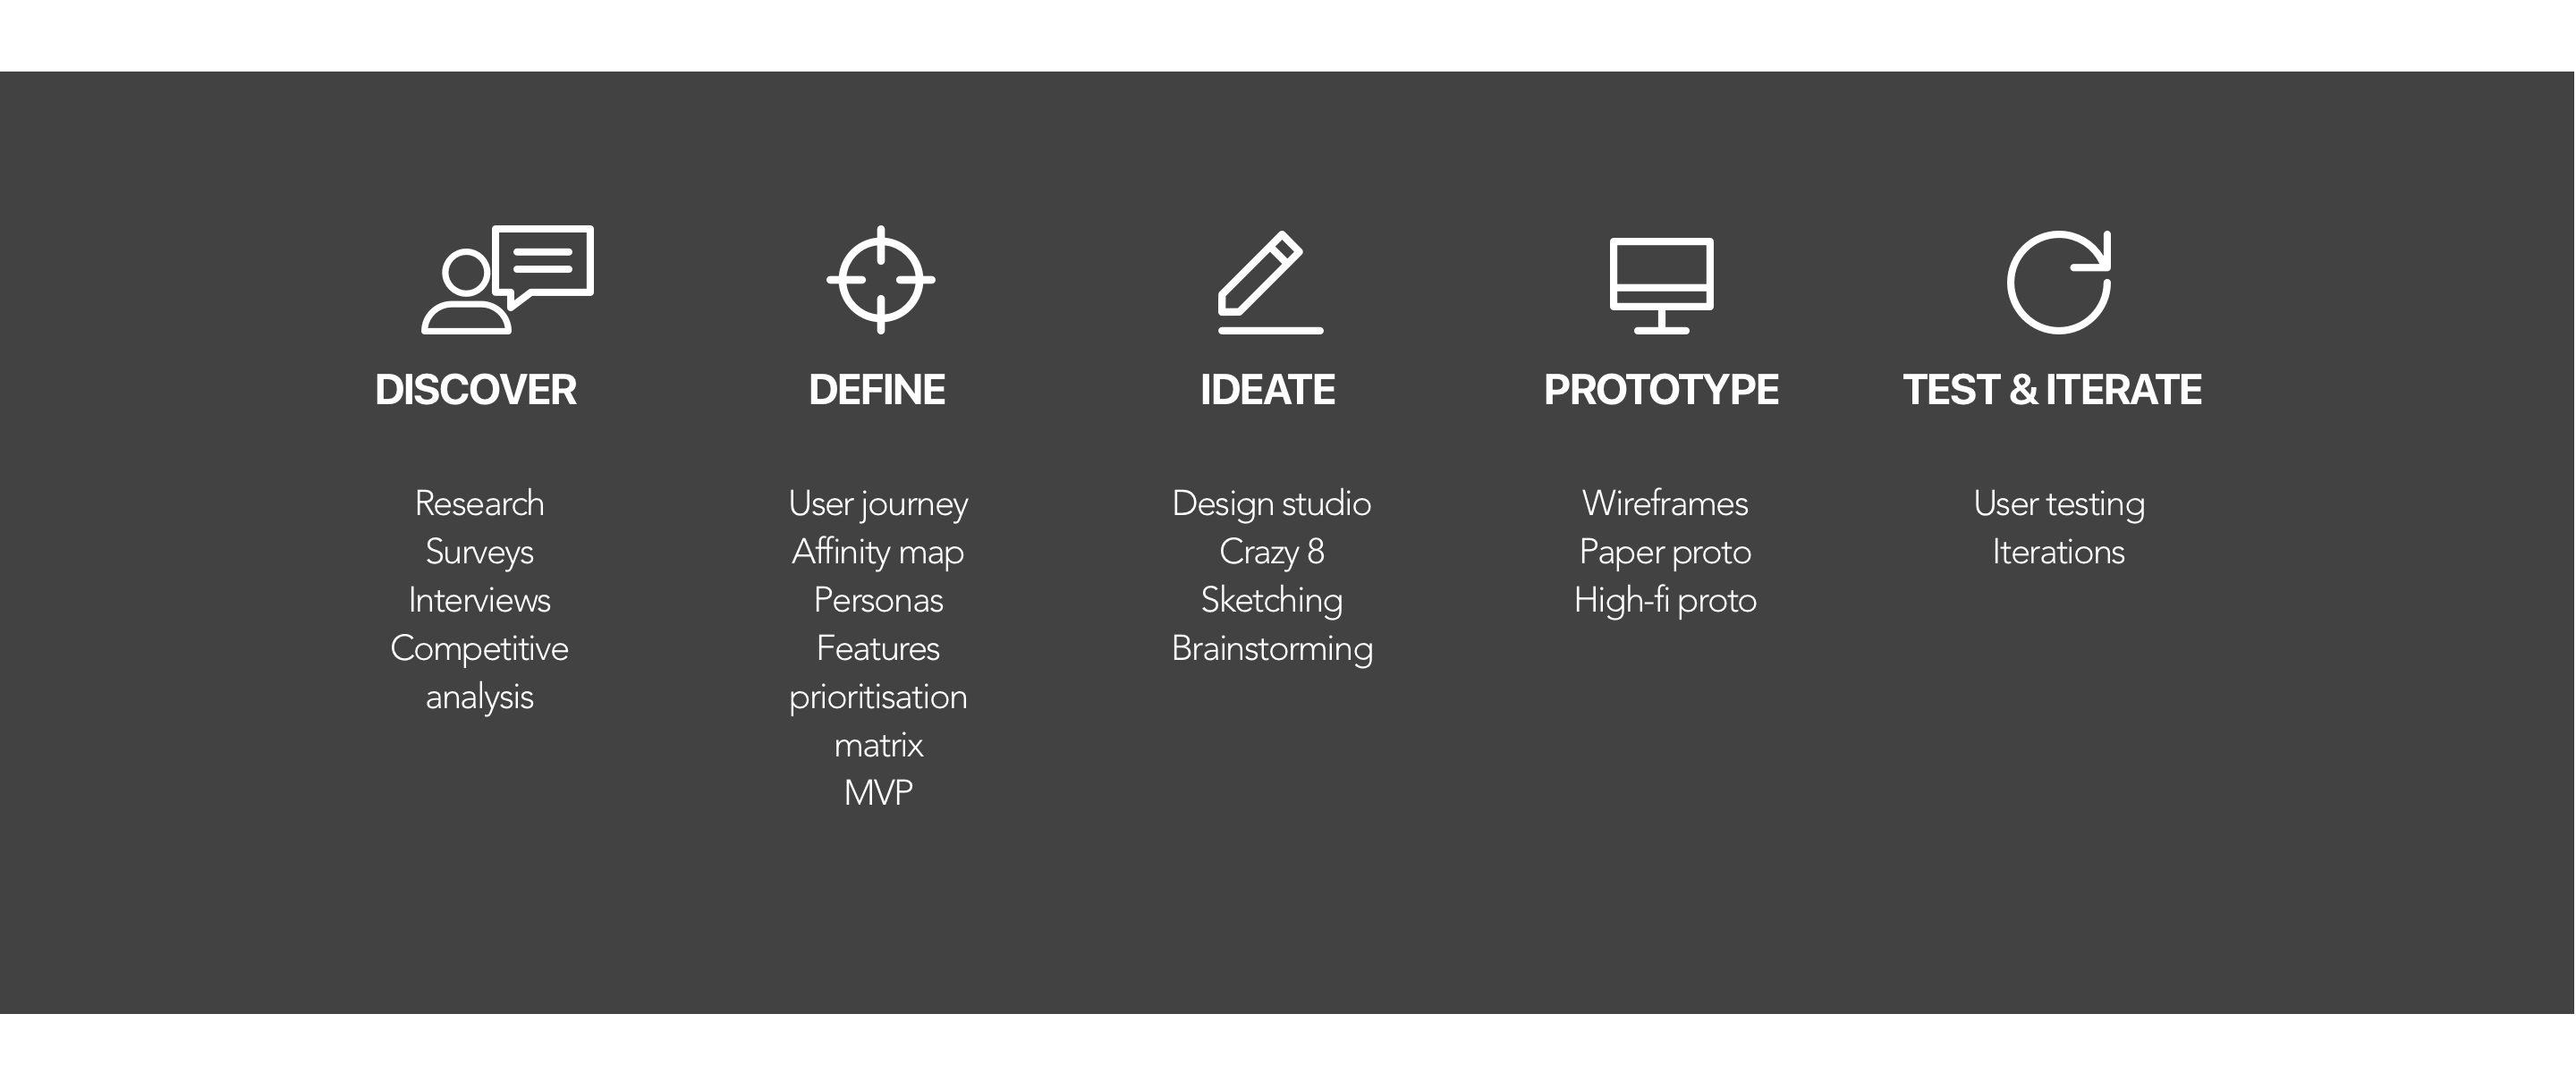 DISCOVER
Research
Surveys
Interviews
Competitive
analysis
DEFINE
User journey
Affinity map
Personas
Features
prioritisation
matrix
MVP
IDEATE
Design studio
Crazy 8
Sketching
Brainstorming
PROTOTYPE
Wireframes
Paper proto
High-fi proto
TEST & ITERATE
User testing
Iterations